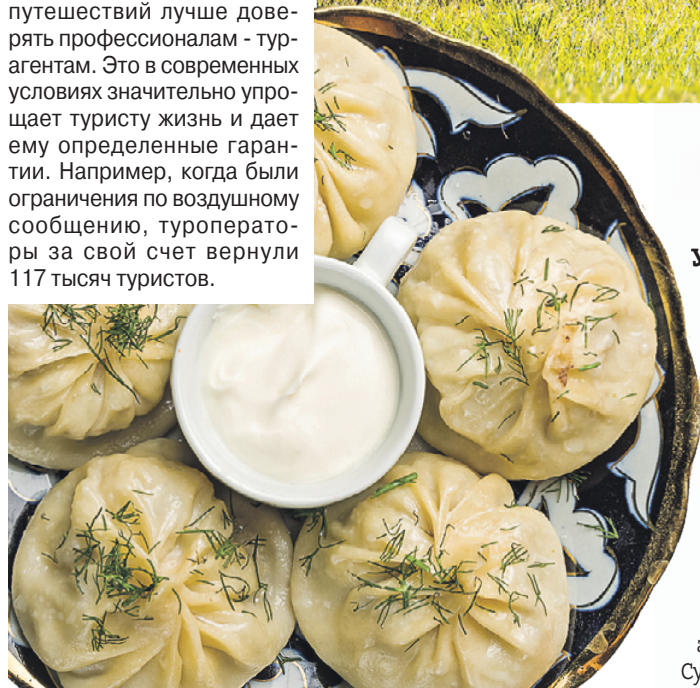 путешествий лучше дове-
рять профессионалам - тур-
агентам. Это в современных
условиях значительно упро-
щает туристу жизнь и дает
ему определенные гаран-
тии. Например, когда были
ограничения по воздушному
сообщению, туроперато-
ры за свой счет вернули
117 тысяч туристов.